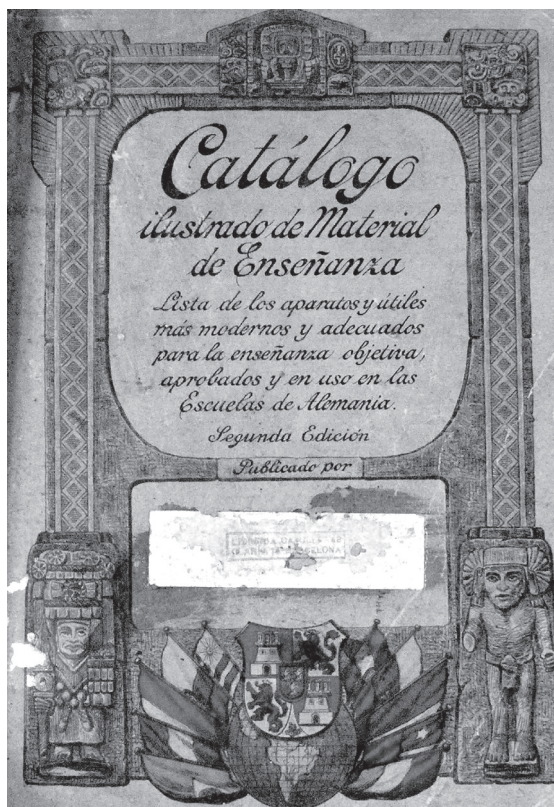 Catálogo
ilustrado de Material
de Enseñanza
Lista de los aparatos y útiles
más modernos y adecuados
para la enseñanza objetiva,
aprobados y en uso en las
Escuelas de Alemania.
Segunda Edición
Publicado por